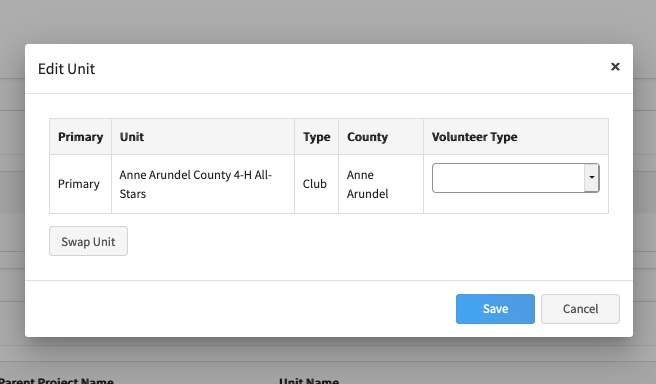 Edit Unit ×
Primary Unit Type County Volunteer Type
Primary Anne Arundel County 4-H All-
Stars Club Anne
Arundel
Swap Unit
Save Cancel
Parent Project Name Unit Name